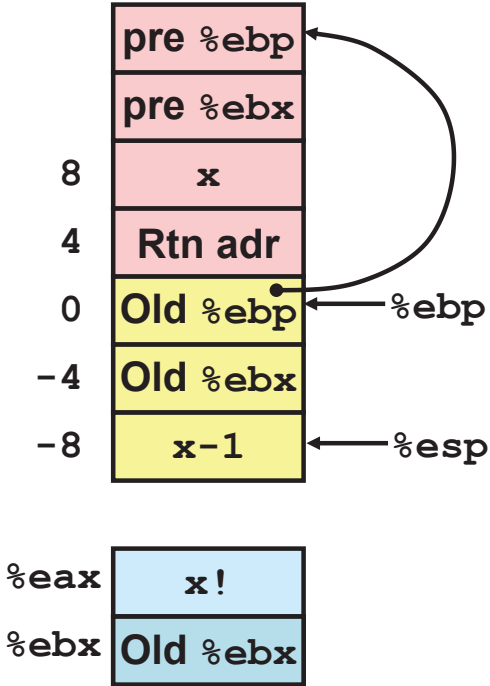 pre %ebp
pre %ebx
8 x
4 Rtn adr
0 Old %ebp %ebp
-4 Old %ebx
-8 x-1 %esp
%eax x!
%ebx Old %ebx